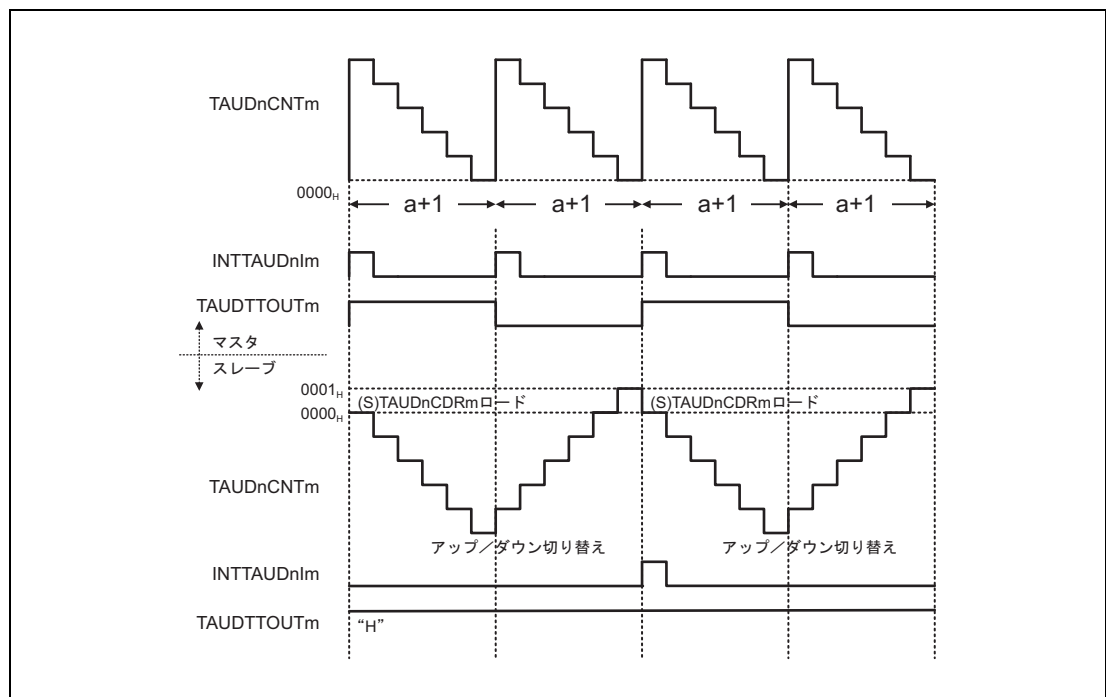 TAUDnCNTm
0000H
a+1 a+1 a+1 a+1
INTTAUDnIm
TAUDTTOUTm
マスタ
スレーブ
0001H
(S)TAUDnCDRmロード (S)TAUDnCDRmロード
0000H
TAUDnCNTm
アップ／ダウン切り替え アップ／ダウン切り替え
INTTAUDnIm
TAUDTTOUTm “H”